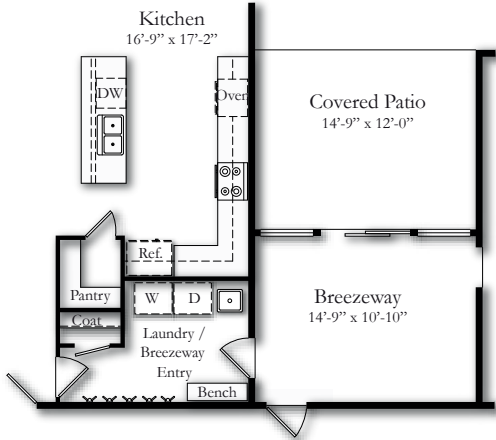 Kitchen
16’-9” x 17’-2”
DW
Oven
Covered Patio
14’-9” x 12’-0”
Ref.
Pantry
W
D
Breezeway
14’-9” x 10’-10”
Coat
Laundry /
Breezeway
Entry
Bench